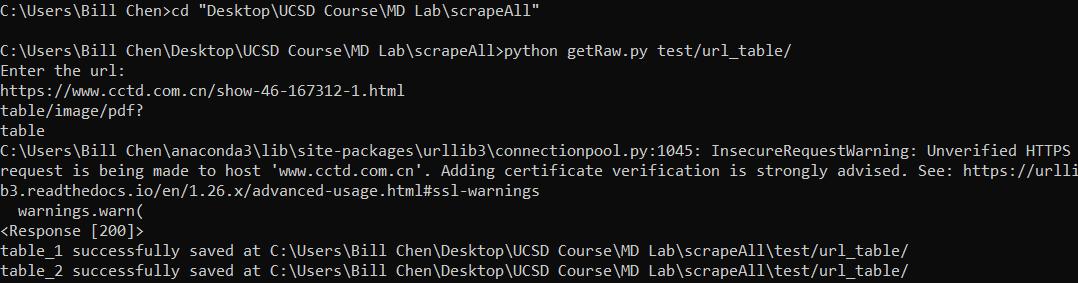 C:\Users\Bill Chen>cd "Desktop\UCSD Course\MD Lab\scrapeAll"
C:\Users\Bill Chen\Desktop\UCSD Course\MD Lab\scrapeAll>python getRaw.py test/url_table/
Enter the url:
https://www.cctd.com.cn/show-46-167312-1.html
table/image/pdf?
table
C:\Users\Bill Chen\anaconda3\lib\site-packages\urllib3\connectionpool.py:1045: InsecureRequestWarning: Unverified HTTPS
request is being made to host 'www.cctd.com.cn'. Adding certificate verification is strongly advised. See: https://urlli
b3.readthedocs.io/en/1.26.x/advanced-usage.html#ssl-warnings
  warnings.warn(
<Response [200]>
table_1 successfully saved at C:\Users\Bill Chen\Desktop\UCSD Course\MD Lab\scrapeAll\test/url_table/
table_2 successfully saved at C:\Users\Bill Chen\Desktop\UCSD Course\MD Lab\scrapeAll\test/url_table/